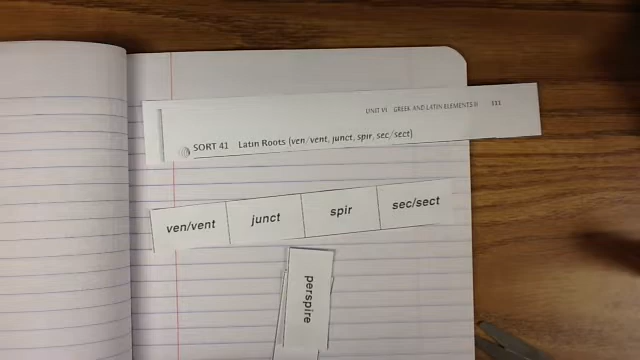 UNIT VI GREEK AND LATIN ELEMENTS II 111
SORT 41 Latin Roots (ven/vent, junct, spir, sec/sect)
ven/vent junct spir sec/sect
perspire